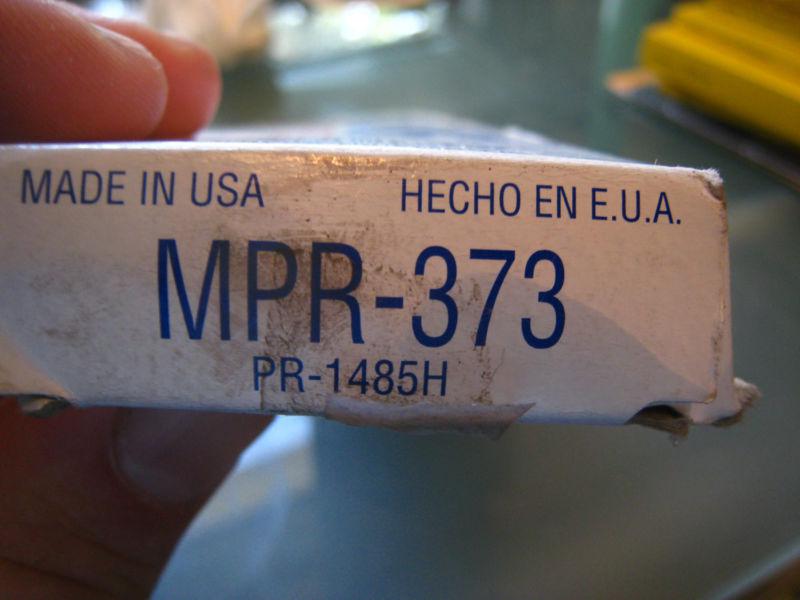 MADE IN USA HECHO EN E.U.A.
MPR-373
PR-1485H